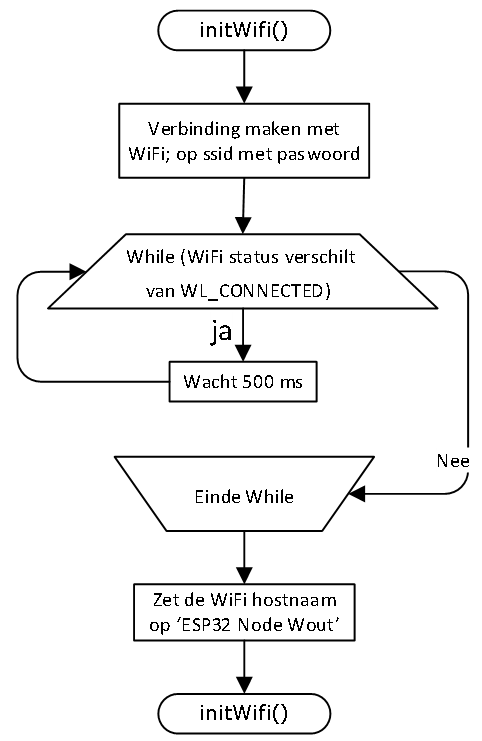 initWifi()
Verbinding maken met
WiFi; op ssid met paswoord
While (WiFi status verschilt
van WL_CONNECTED)
ja
Wacht 500 ms
Nee
Einde While
Zet de WiFi hostnaam
op ‘ESP32 Node Wout’
initWifi()